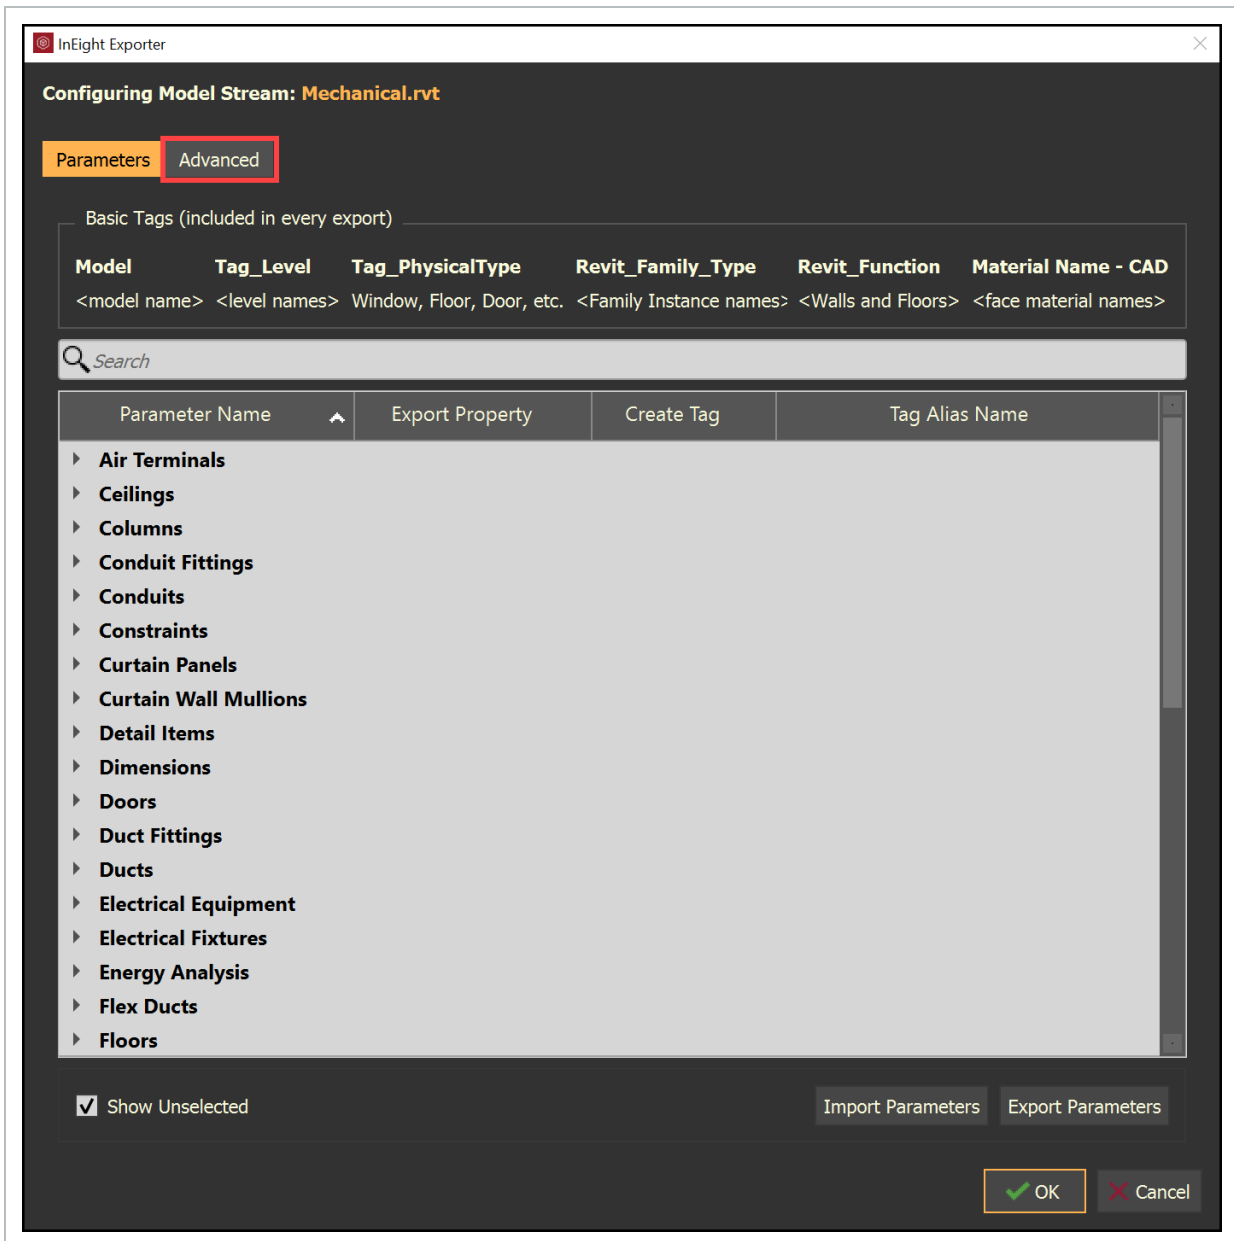 InEight Exporter
Configuring Model Stream: Mechanical.rvt
Parameters Advanced
Basic Tags (included in every export)
Model Tag_Level Tag_PhysicalType Revit_Family_Type Revit_Function Material Name - CAD
<model name> <level names> Window, Floor, Door, etc. <Family Instance names> <Walls and Floors> <face material names>
Search
Parameter Name Export Property Create Tag Tag Alias Name
Air Terminals
Ceilings
Columns
Conduit Fittings
Conduits
Constraints
Curtain Panels
Curtain Wall Mullions
Detail Items
Dimensions
Doors
Duct Fittings
Ducts
Electrical Equipment
Electrical Fixtures
Energy Analysis
Flex Ducts
Floors
Show Unselected Import Parameters Export Parameters
OK Cancel